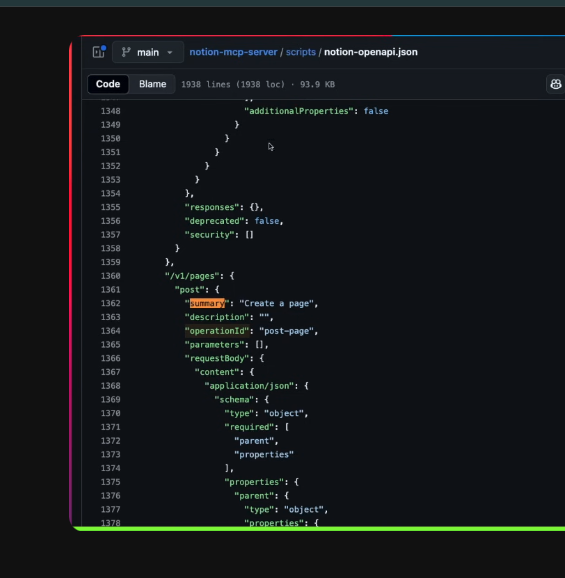 main notion-mcp-server / scripts / notion-openapi.json
Code Blame 1938 lines (1938 loc) · 93.9 KB
1348 "additionalProperties": false
1349 }
1350 }
1351 }
1352 }
1353 }
1354 },
1355 "responses": {},
1356 "deprecated": false,
1357 "security": []
1358 }
1359 },
1360 "/v1/pages": {
1361 "post": {
1362 "summary": "Create a page",
1363 "description": "",
1364 "operationId": "post-page",
1365 "parameters": [],
1366 "requestBody": {
1367 "content": {
1368 "application/json": {
1369 "schema": {
1370 "type": "object",
1371 "required": [
1372 "parent",
1373 "properties"
1374 ],
1375 "properties": {
1376 "parent": {
1377 "type": "object",
1378 "properties": {